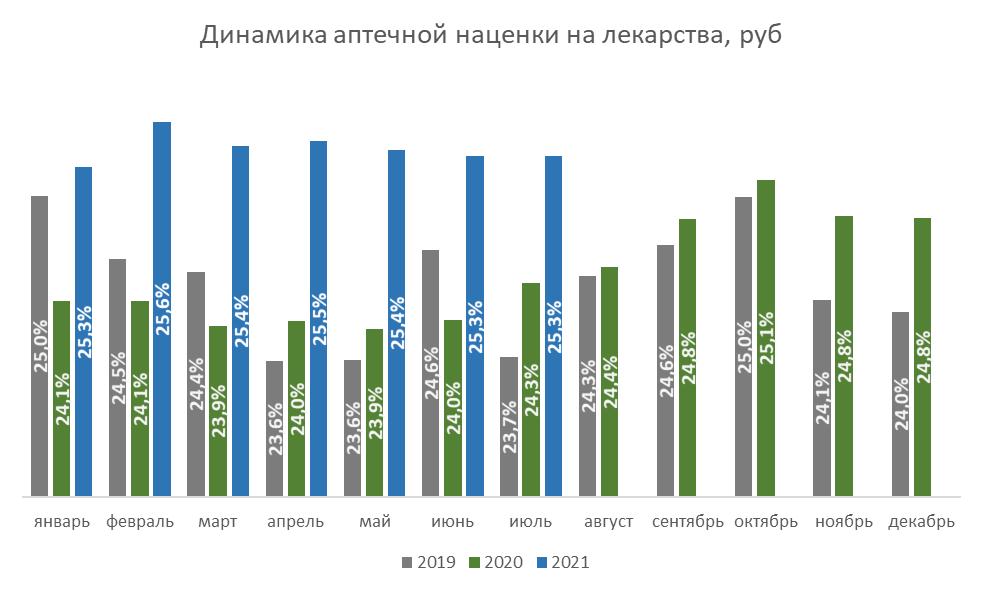 Динамика аптечной наценки на лекарства, руб
25,0% 24,1% 25,3%
24,5% 24,1% 25,6%
24,4% 23,9% 25,4%
23,6% 24,0% 25,5%
23,6% 23,9% 25,4%
24,6% 24,0% 25,3%
23,7% 24,3% 25,3%
24,3% 24,4%
24,6% 24,8%
25,0% 25,1%
24,1% 24,8%
24,0% 24,8%
январь февраль март апрель май июнь июль август сентябрь октябрь ноябрь декабрь
2019 2020 2021